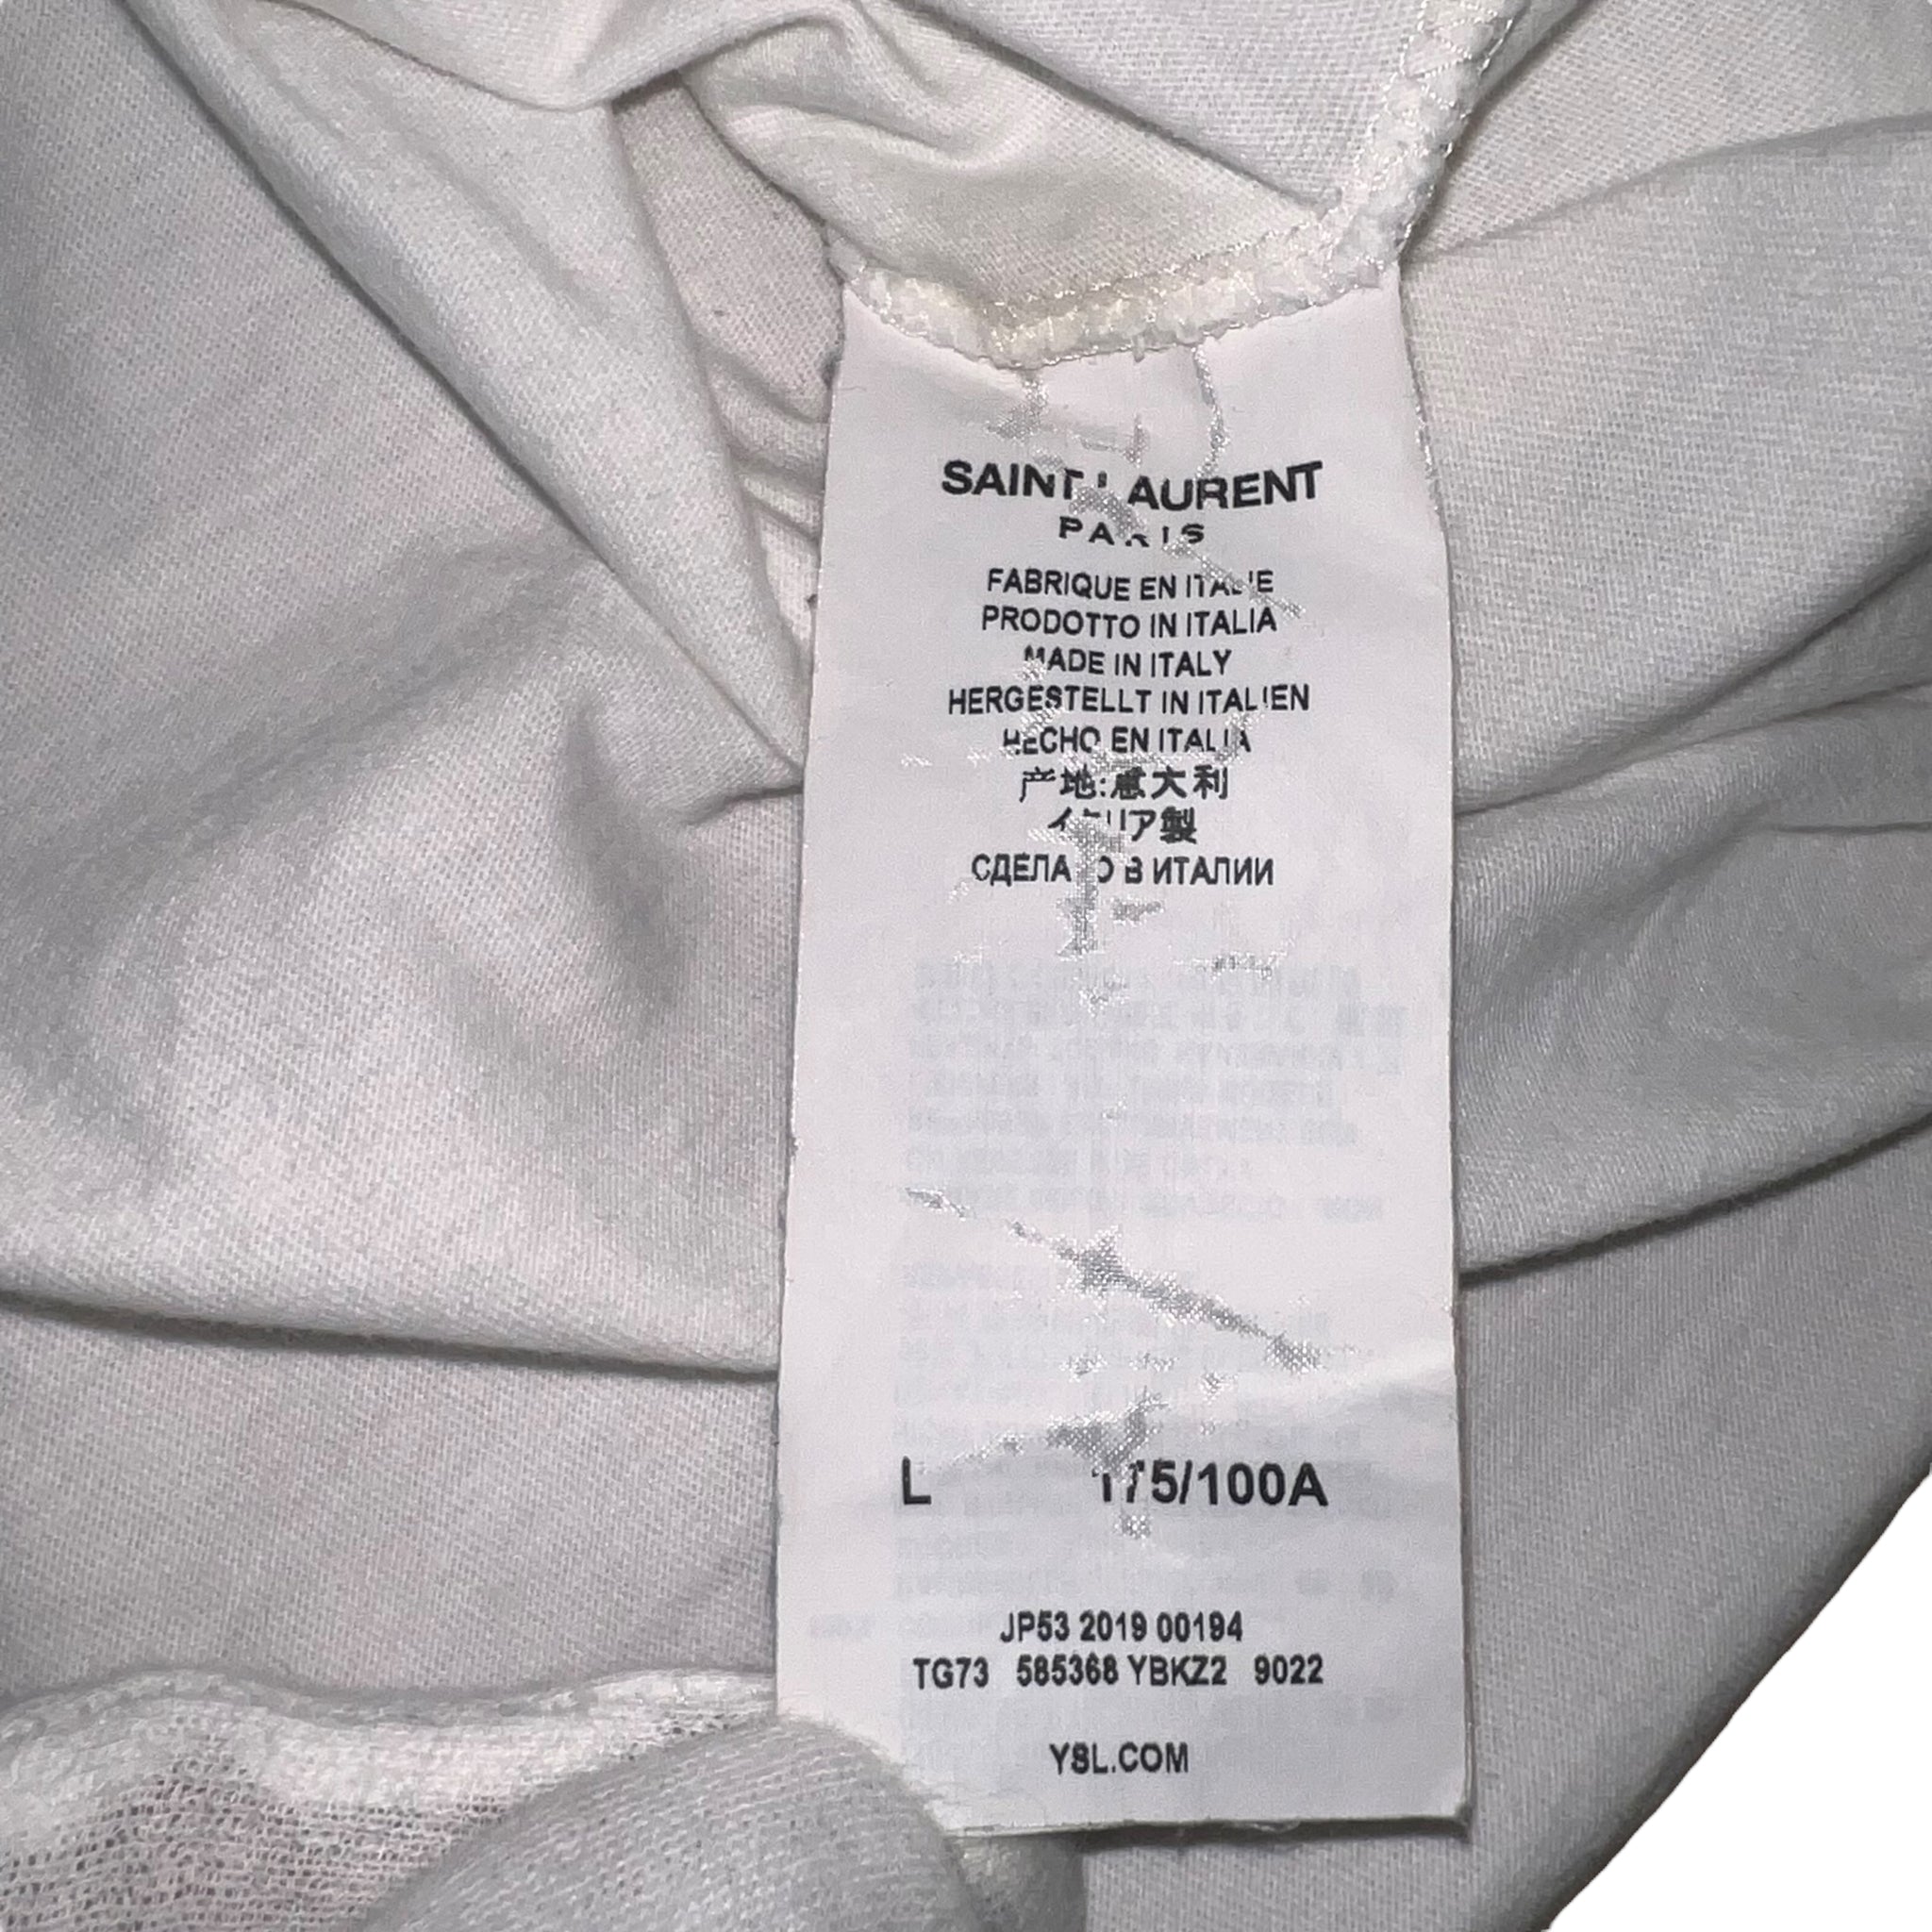 SAINT LAURENT
PARIS
FABRIQUE EN ITALIE
PRODOTTO IN ITALIA
MADE IN ITALY
HERGESTELLT IN ITALIEN
HECHO EN ITALIA
产地:意大利
イタリア製
СДЕЛАНО В ИТАЛИИ
L 175/100A
JP53 2019 00194
TG73 585368 YBKZ2 9022
YSL.COM